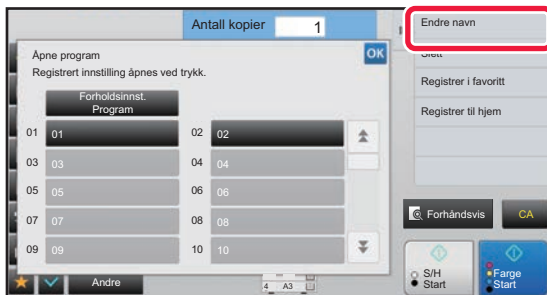 Antall kopier 1
Åpne program
OK
Registrert innstilling åpnes ved trykk.
Forholdsinnst.
Program
01 01
02 02
03 03
04 04
05 05
06 06
07 07
08 08
09 09
10 10
Andre
4 A3
Endre navn
Slett
Registrer i favoritt
Registrer til hjem
Forhåndsvis
CA
S/H
Start
Farge
Start